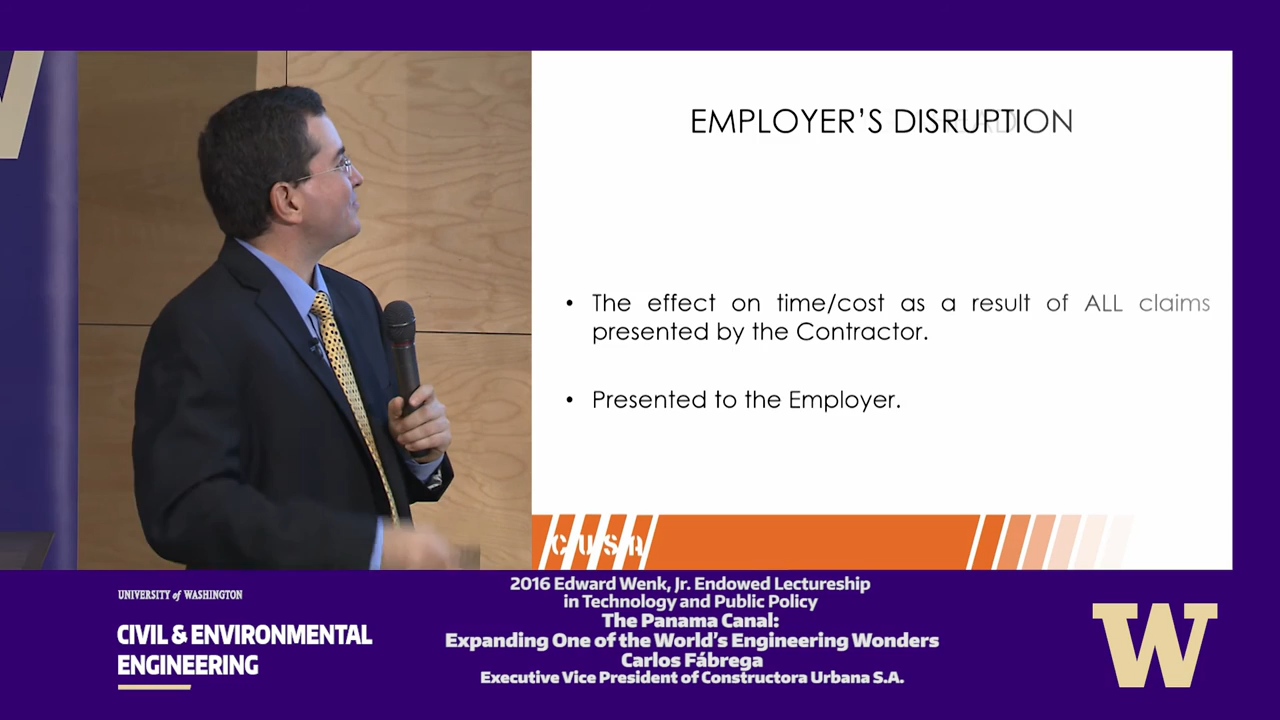 EMPLOYER'S DISRUPTION
• The effect on time/cost as a result of ALL claims
presented by the Contractor.
• Presented to the Employer.
CUSA
UNIVERSITY of WASHINGTON
CIVIL & ENVIRONMENTAL
ENGINEERING
2016 Edward Wenk, Jr. Endowed Lectureship
in Technology and Public Policy
The Panama Canal:
Expanding One of the World's Engineering Wonders
Carlos Fábrega
Executive Vice President of Constructora Urbana S.A.
W